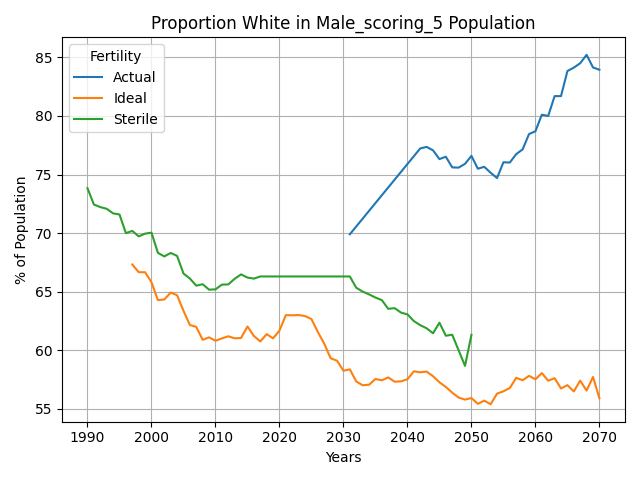 Proportion White in Male_scoring_5 Population
Fertility
Actual
Ideal
Sterile
% of Population
85
80
75
70
65
60
55
1990 2000 2010 2020 2030 2040 2050 2060 2070
Years